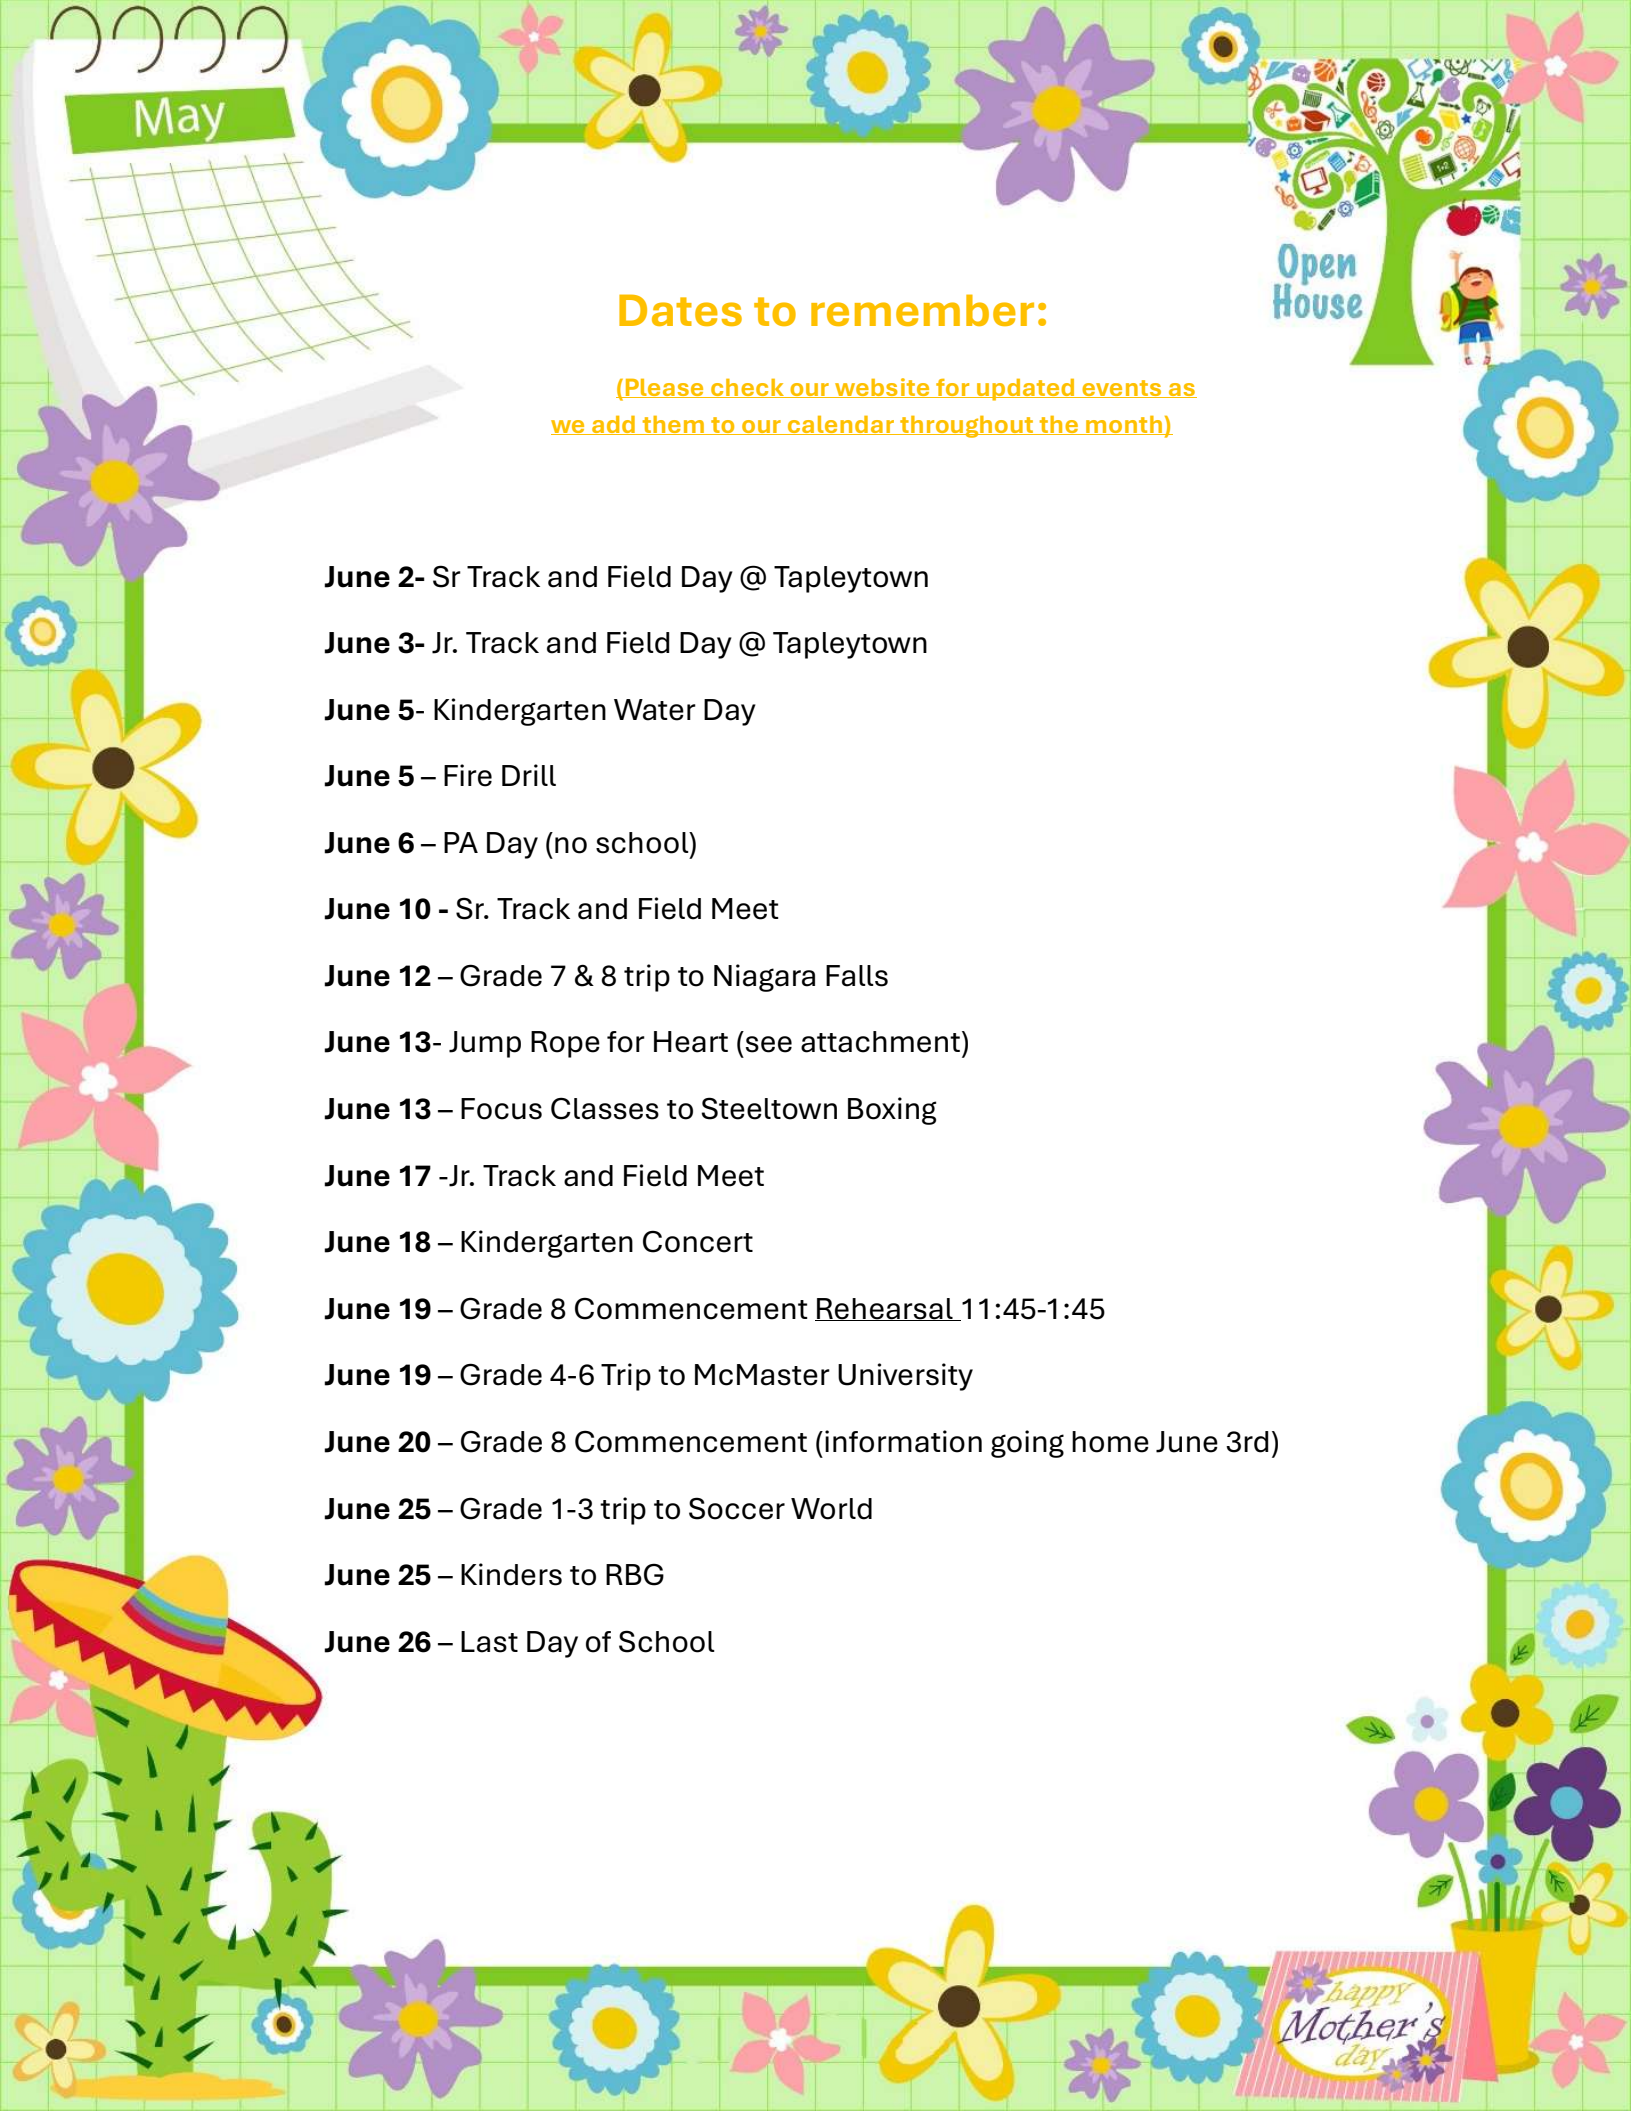 May
Open
House
Dates to remember:
(Please check our website for updated events as
we add them to our calendar throughout the month)
June 2- Sr Track and Field Day @ Tapleytown
June 3- Jr. Track and Field Day @ Tapleytown
June 5- Kindergarten Water Day
June 5 – Fire Drill
June 6 – PA Day (no school)
June 10 - Sr. Track and Field Meet
June 12 – Grade 7 & 8 trip to Niagara Falls
June 13- Jump Rope for Heart (see attachment)
June 13 – Focus Classes to Steeltown Boxing
June 17 -Jr. Track and Field Meet
June 18 – Kindergarten Concert
June 19 – Grade 8 Commencement Rehearsal 11:45-1:45
June 19 – Grade 4-6 Trip to McMaster University
June 20 – Grade 8 Commencement (information going home June 3rd)
June 25 – Grade 1-3 trip to Soccer World
June 25 – Kinders to RBG
June 26 – Last Day of School
happy
Mother's
day